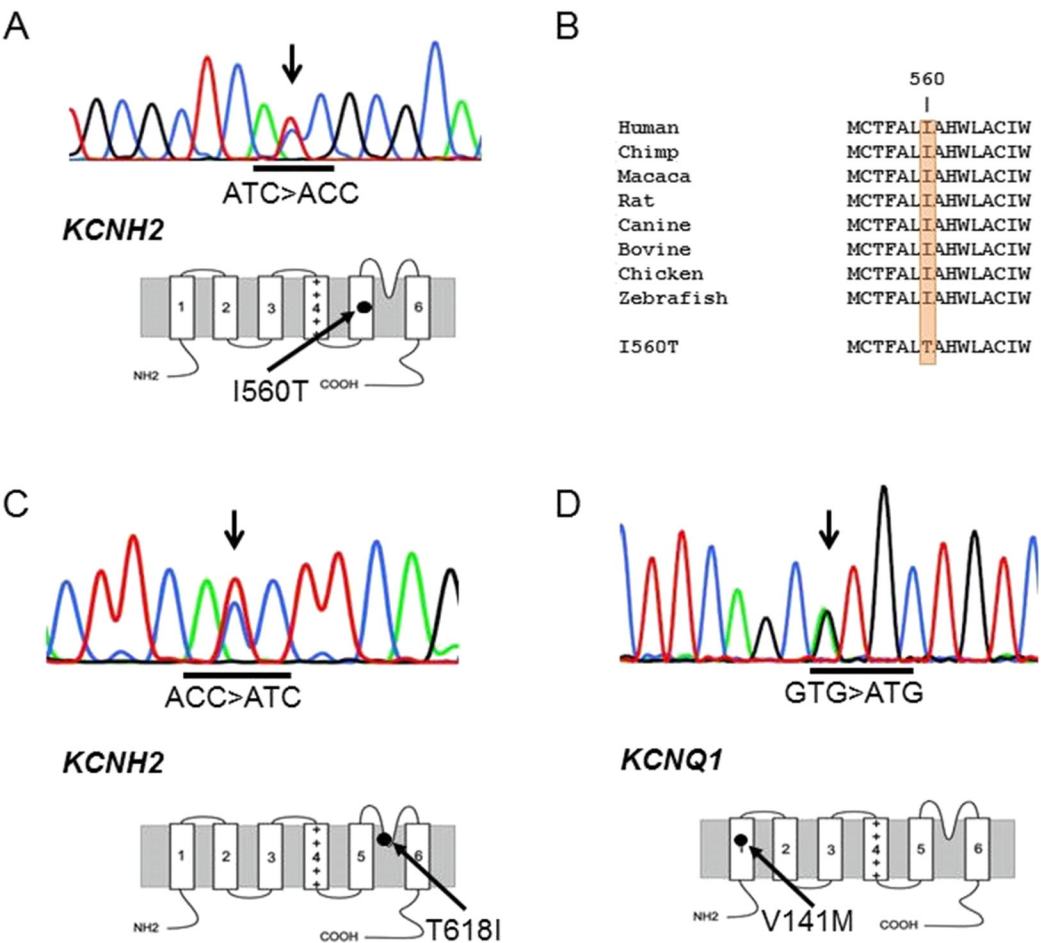 A
ATC>ACC
KCNH2
1 2 3 +++4++ 6
NH2
I560T
COOH
B
560
Human MCTFALIAHWLACIW
Chimp MCTFALIAHWLACIW
Macaca MCTFALIAHWLACIW
Rat MCTFALIAHWLACIW
Canine MCTFALIAHWLACIW
Bovine MCTFALIAHWLACIW
Chicken MCTFALIAHWLACIW
Zebrafish MCTFALIAHWLACIW
I560T MCTFALTAHWLACIW
C
ACC>ATC
KCNH2
1 2 3 +++4++ 5 6
NH2
COOH
T618I
D
GTG>ATG
KCNQ1
2 3 +++4++ 5 6
NH2
V141M
COOH